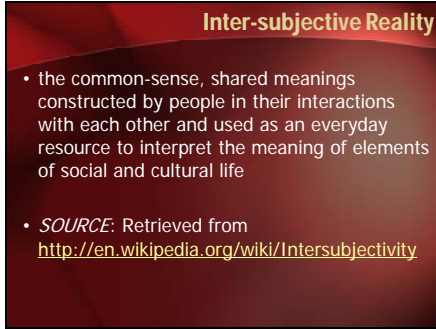 Inter-subjective Reality
• the common-sense, shared meanings
constructed by people in their interactions
with each other and used as an everyday
resource to interpret the meaning of elements
of social and cultural life
• SOURCE: Retrieved from
http://en.wikipedia.org/wiki/Intersubjectivity